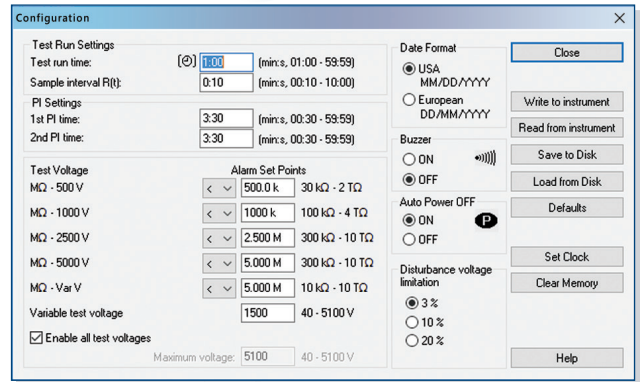 Configuration
Test Run Settings
Test run time: 1:00 (min:s, 01:00 - 59:59)
Sample interval R(t): 0:10 (min:s, 00:10 - 10:00)
PI Settings
1st PI time: 3:30 (min:s, 00:30 - 59:59)
2nd PI time: 3:30 (min:s, 00:30 - 59:59)
Test Voltage Alarm Set Points
MΩ - 500 V < 500.0 k 30 kΩ - 2 TΩ
MΩ - 1000 V < 1000 k 100 kΩ - 4 TΩ
MΩ - 2500 V < 2.500 M 300 kΩ - 10 TΩ
MΩ - 5000 V < 5.000 M 300 kΩ - 10 TΩ
MΩ - Var V < 5.000 M 10 kΩ - 10 TΩ
Variable test voltage 1500 40 - 5100 V
Enable all test voltages
Maximum voltage: 5100 40 - 5100 V
Date Format
USA
MM/DD/YYYY
European
DD/MM/YYYY
Buzzer
ON
OFF
Auto Power OFF
ON P
OFF
Disturbance voltage
limitation
3 %
10 %
20 %
Close
Write to instrument
Read from instrument
Save to Disk
Load from Disk
Defaults
Set Clock
Clear Memory
Help